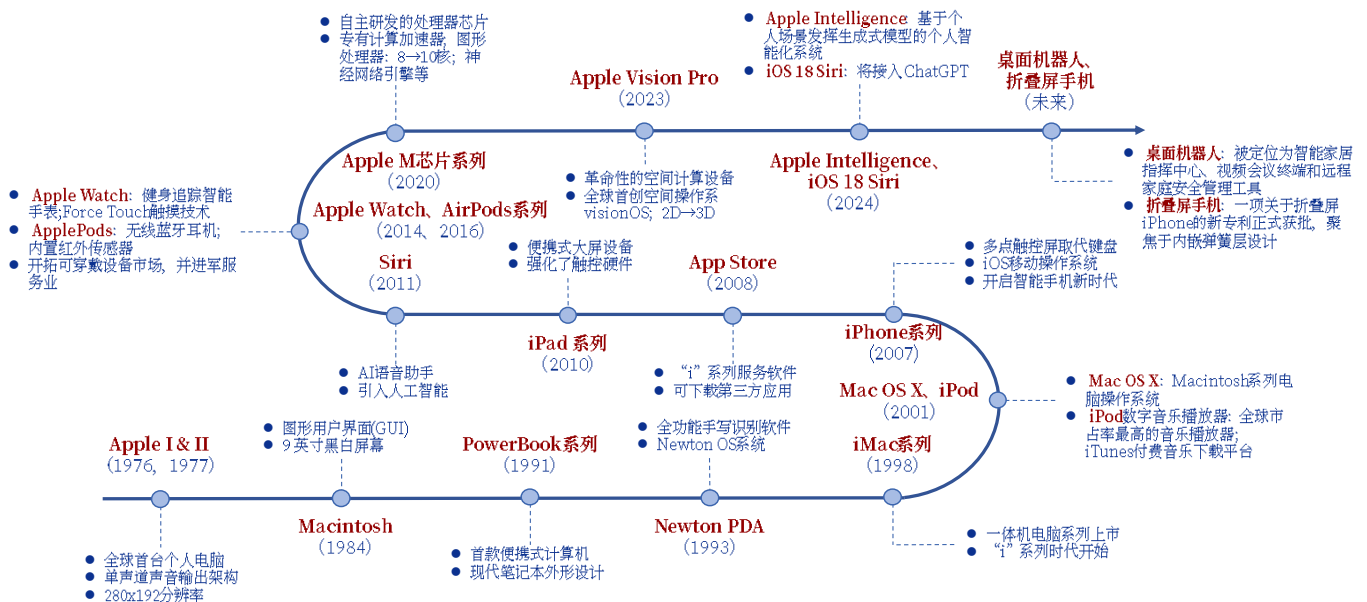 自主研发的处理器芯片
专有计算加速器，图形
处理器：8→10核；神
经网络引擎等
Apple Vision Pro
（2023）
Apple Intelligence：基于个
人场景发挥生成式模型的个人智
能化系统
iOS 18 Siri：将接入ChatGPT
桌面机器人、
折叠屏手机
（未来）
Apple M芯片系列
（2020）
革命性的空间计算设备
全球首创空间操作系
visionOS；2D→3D
Apple Intelligence、
iOS 18 Siri
（2024）
桌面机器人：被定位为智能家居
指挥中心、视频会议终端和远程
家庭安全管理工具
折叠屏手机：一项关于折叠屏
iPhone的新专利正式获批，聚
焦于内嵌弹簧层设计
Apple Watch：健身追踪智能
手表;Force Touch触摸技术
ApplePods：无线蓝牙耳机；
内置红外传感器
开拓可穿戴设备市场，并进军服
务业
Apple Watch、AirPods系列
（2014、2016）
Siri
（2011）
便携式大屏设备
强化了触控硬件
App Store
（2008）
多点触控屏取代键盘
iOS移动操作系统
开启智能手机新时代
AI语音助手
引入人工智能
iPad 系列
（2010）
“i”系列服务软件
可下载第三方应用
iPhone系列
（2007）
Mac OS X、iPod
（2001）
Mac OS X：Macintosh系列电
脑操作系统
iPod数字音乐播放器：全球市
占率最高的音乐播放器；
iTunes付费音乐下载平台
Apple I & II
（1976，1977）
图形用户界面(GUI)
9英寸黑白屏幕
PowerBook系列
（1991）
全功能手写识别软件
Newton OS系统
iMac系列
（1998）
全球首台个人电脑
单声道声音输出架构
280x192分辨率
Macintosh
（1984）
首款便携式计算机
现代笔记本外形设计
Newton PDA
（1993）
一体机电脑系列上市
“i”系列时代开始